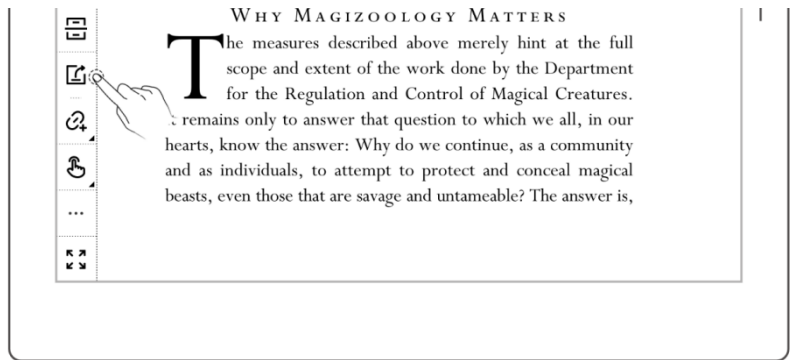 WHY MAGIZOOLOGY MATTERS
The measures described above merely hint at the full
scope and extent of the work done by the Department
for the Regulation and Control of Magical Creatures.
t remains only to answer that question to which we all, in our
hearts, know the answer: Why do we continue, as a community
and as individuals, to attempt to protect and conceal magical
beasts, even those that are savage and untameable? The answer is,